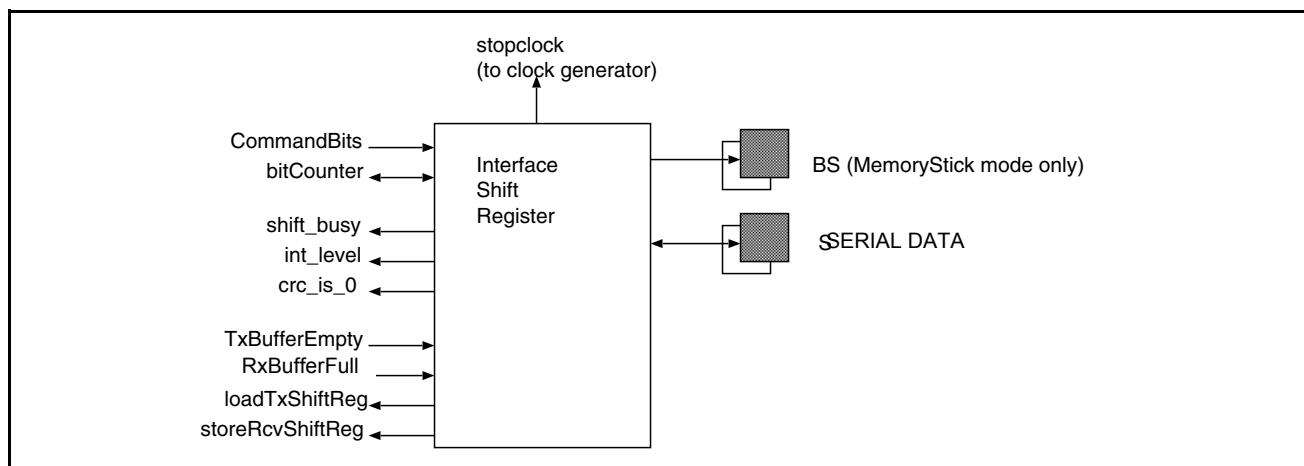 stopclock
(to clock generator)
CommandBits
bitCounter
shift_busy
int_level
crc_is_0
TxBufferEmpty
RxBufferFull
loadTxShiftReg
storeRcvShiftReg
Interface
Shift
Register
BS (MemoryStick mode only)
SSERIAL DATA